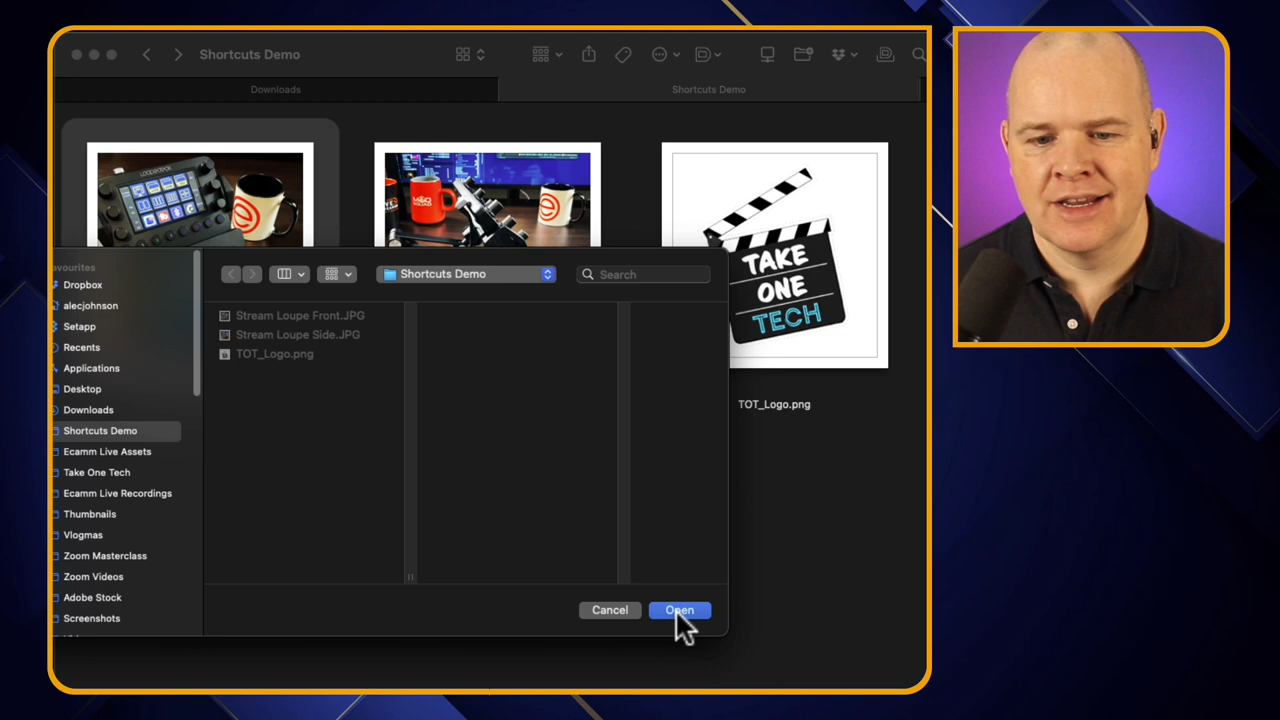 Shortcuts Demo
Downloads
Shortcuts Demo
Loupedeck
TAKE
ONE
TECH
TOT_Logo.png
avourites
Dropbox
alecjohnson
Setapp
Recents
Applications
Desktop
Downloads
Shortcuts Demo
Ecamm Live Assets
Take One Tech
Ecamm Live Recordings
Thumbnails
Vlogmas
Zoom Masterclass
Zoom Videos
Adobe Stock
Screenshots
Shortcuts Demo
Search
Stream Loupe Front.JPG
Stream Loupe Side.JPG
TOT_Logo.png
Cancel
Open